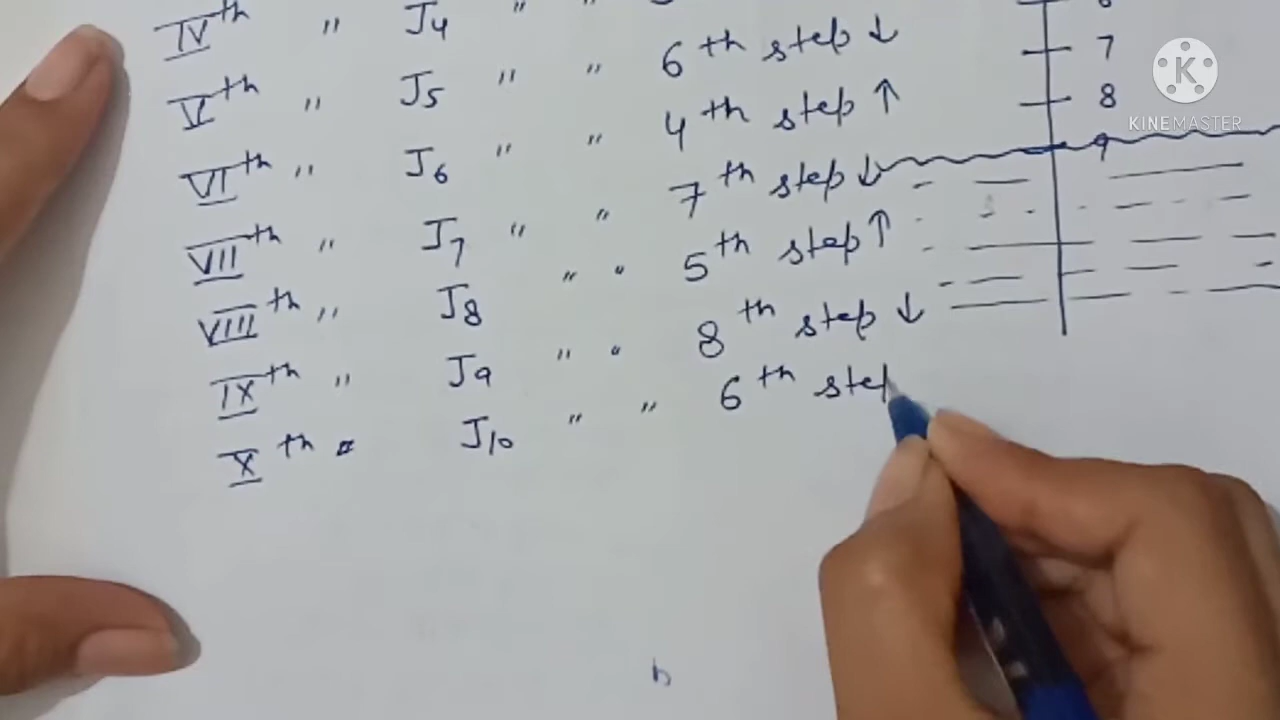 IVth " J4 " "
Vth " J5 " " 6th step ↓
VIth " J6 " " 4th step ↑
VIIth " J7 " " 7th step ↓
VIIIth " J8 " " 5th step ↑
IXth " J9 " " 8th step ↓
Xth " J10 " " 6th step
7
8
9
K
KINEMASTER